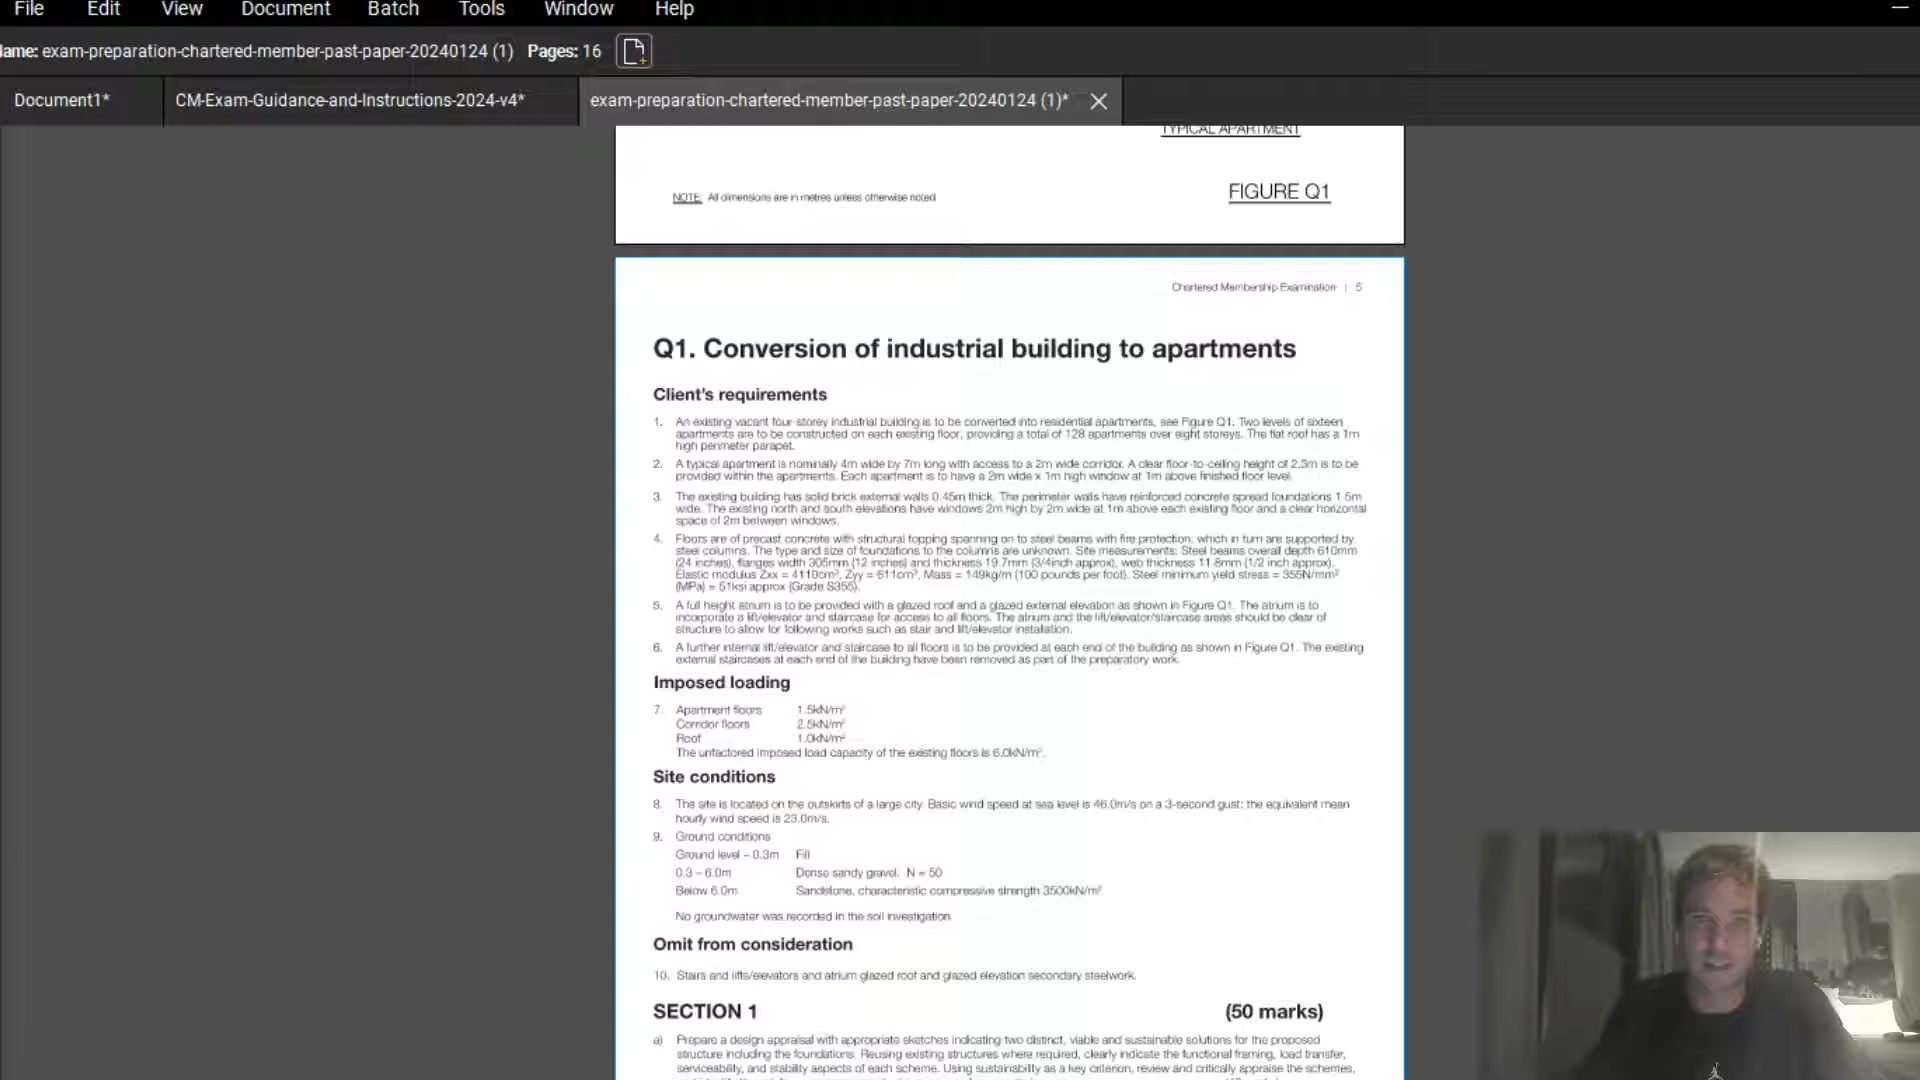 File Edit View Document Batch Tools Window Help
ame: exam-preparation-chartered-member-past-paper-20240124 (1) Pages: 16
Document1* CM-Exam-Guidance-and-Instructions-2024-v4* exam-preparation-chartered-member-past-paper-20240124 (1)*
TYPICAL APARTMENT
NOTE: All dimensions are in metres unless otherwise noted
FIGURE Q1
Chartered Membership Examination | 5
Q1. Conversion of industrial building to apartments
Client's requirements
1. An existing vacant four-storey industrial building is to be converted into residential apartments, see Figure Q1. Two levels of sixteen
apartments are to be constructed on each existing floor, providing a total of 128 apartments over eight storeys. The flat roof has a 1m
high perimeter parapet.
2. A typical apartment is nominally 4m wide by 7m long with access to a 2m wide corridor. A clear floor-to-ceiling height of 2.3m is to be
provided within the apartments. Each apartment is to have a 2m wide x 1m high window at 1m above finished floor level.
3. The existing building has solid brick external walls 0.45m thick. The perimeter walls have reinforced concrete spread foundations 1.5m
wide. The existing north and south elevations have windows 2m high by 2m wide at 1m above each existing floor and a clear horizontal
space of 2m between windows.
4. Floors are of precast concrete with structural topping spanning on to steel beams with fire protection, which in turn are supported by
steel columns. The type and size of foundations to the columns are unknown. Site measurements: Steel beams overall depth 610mm
(24 inches), flanges width 305mm (12 inches) and thickness 19.7mm (3/4inch approx), web thickness 11.8mm (1/2 inch approx),
Elastic modulus Zxx = 4110cm³, Zyy = 611cm³, Mass = 149kg/m (100 pounds per foot). Steel minimum yield stress = 355N/mm²
(MPa) = 51ksi approx (Grade S355).
5. A full height atrium is to be provided with a glazed roof and a glazed external elevation as shown in Figure Q1. The atrium is to
incorporate a lift/elevator and staircase for access to all floors. The atrium and the lift/elevator/staircase areas should be clear of
structure to allow for following works such as stair and lift/elevator installation.
6. A further internal lift/elevator and staircase to all floors is to be provided at each end of the building as shown in Figure Q1. The existing
external staircases at each end of the building have been removed as part of the preparatory work.
Imposed loading
7. Apartment floors 1.5kN/m²
Corridor floors 2.5kN/m²
Roof 1.0kN/m²
The unfactored imposed load capacity of the existing floors is 6.0kN/m².
Site conditions
8. The site is located on the outskirts of a large city. Basic wind speed at sea level is 46.0m/s on a 3-second gust; the equivalent mean
hourly wind speed is 23.0m/s.
9. Ground conditions
Ground level – 0.3m Fill
0.3 – 6.0m Dense sandy gravel, N = 50
Below 6.0m Sandstone, characteristic compressive strength 3500kN/m²
No groundwater was recorded in the soil investigation.
Omit from consideration
10. Stairs and lifts/elevators and atrium glazed roof and glazed elevation secondary steelwork.
SECTION 1 (50 marks)
a) Prepare a design appraisal with appropriate sketches indicating two distinct, viable and sustainable solutions for the proposed
structure including the foundations. Reusing existing structures where required, clearly indicate the functional framing, load transfer,
serviceability, and stability aspects of each scheme. Using sustainability as a key criterion, review and critically appraise the schemes,